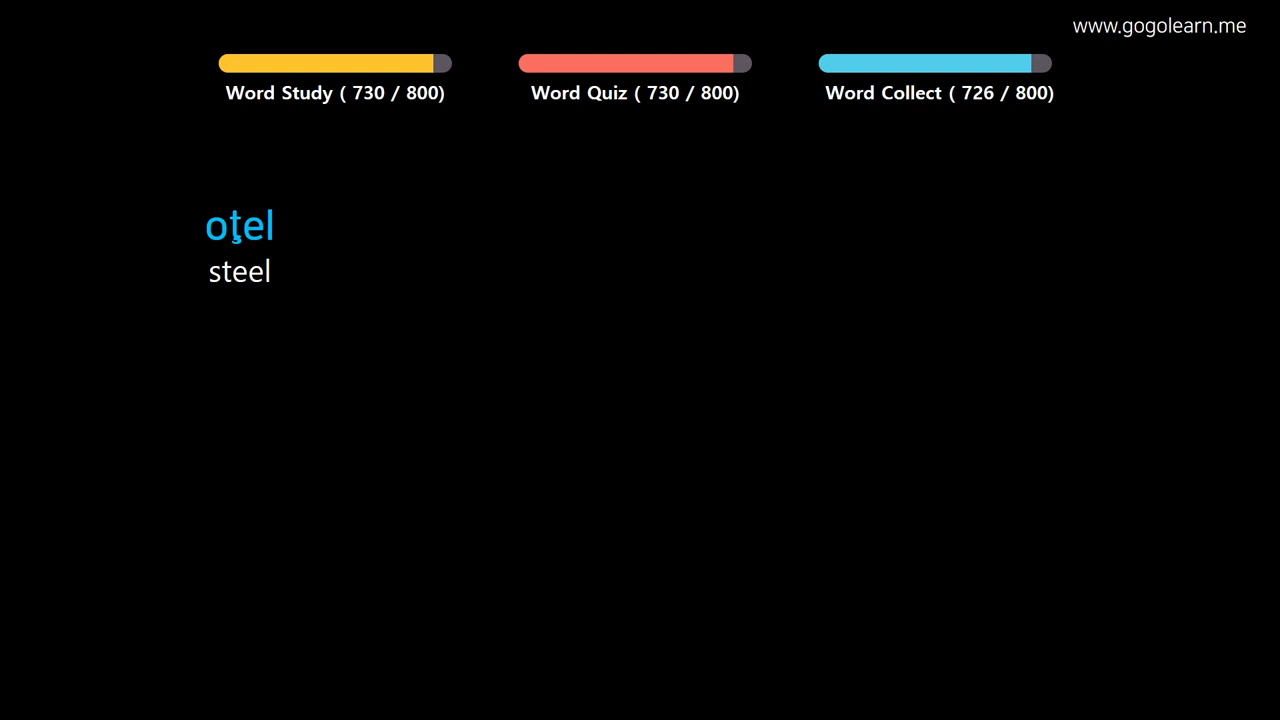 www.gogolearn.me
Word Study ( 730 / 800)
Word Quiz ( 730 / 800)
Word Collect ( 726 / 800)
oţel
steel